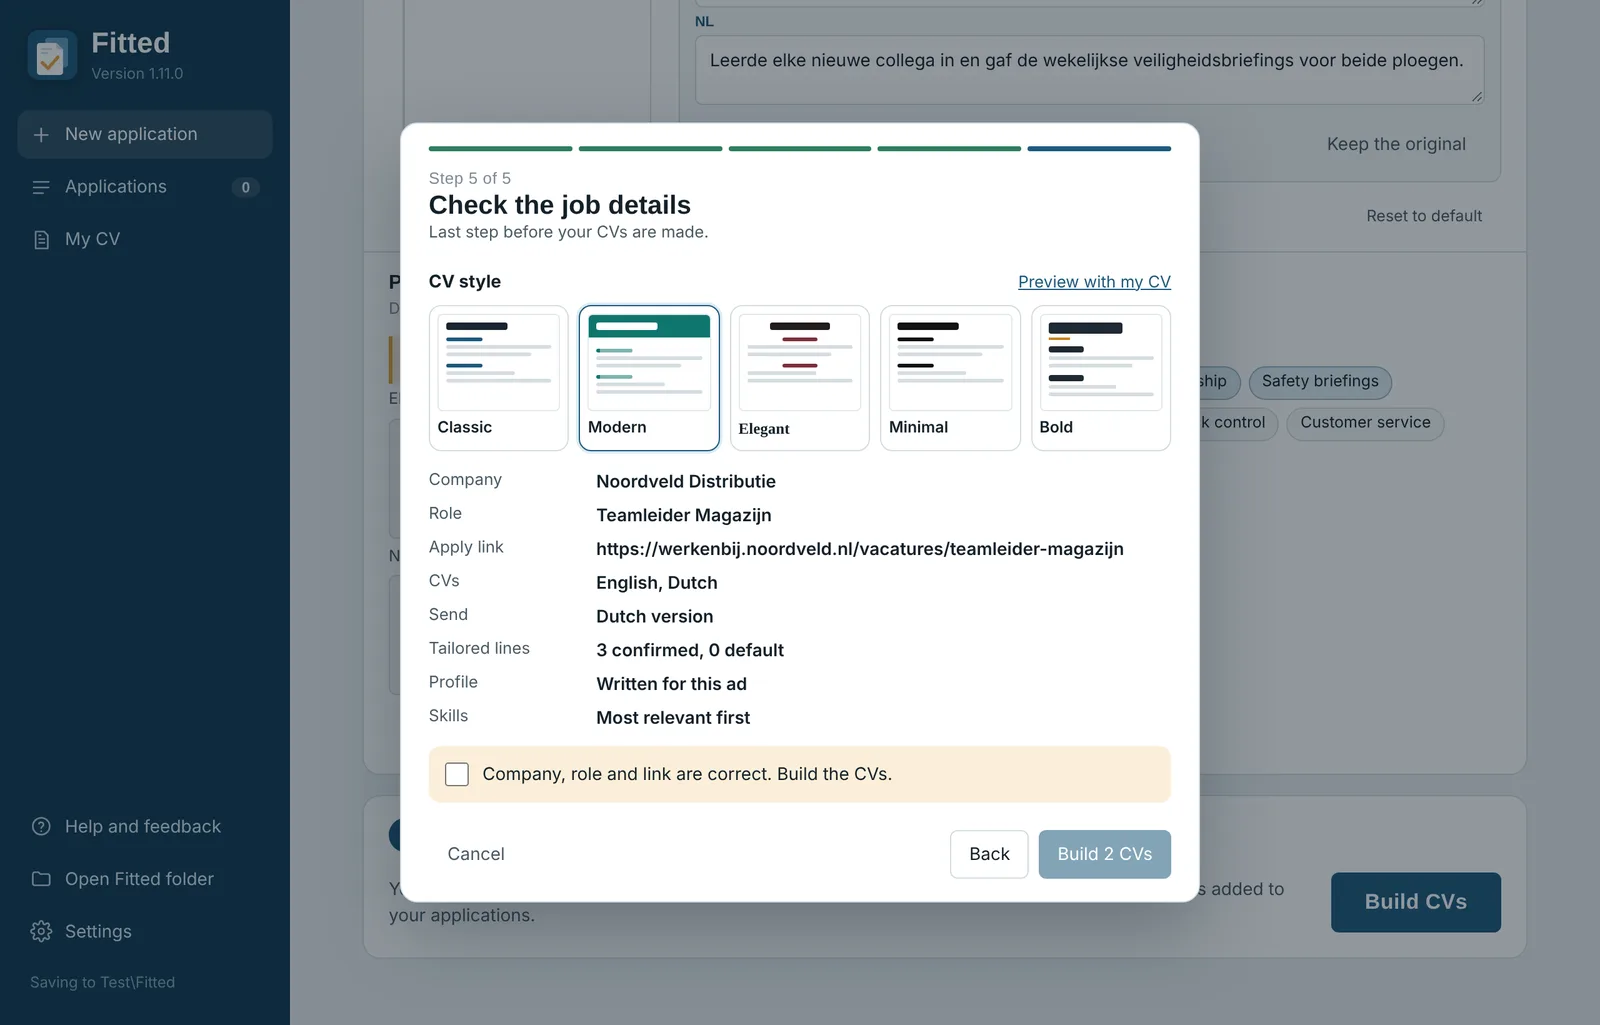 Fitted
Version 1.11.0
New application
Applications 0
My CV
Help and feedback
Open Fitted folder
Settings
Saving to Test\Fitted
NL
Leerde elke nieuwe collega in en gaf de wekelijkse veiligheidsbriefings voor beide ploegen.
Keep the original
Reset to default
Step 5 of 5
Check the job details
Last step before your CVs are made.
CV style
Preview with my CV
Classic
Modern
Elegant
Minimal
Bold
Company Noordveld Distributie
Role Teamleider Magazijn
Apply link https://werkenbij.noordveld.nl/vacatures/teamleider-magazijn
CVs English, Dutch
Send Dutch version
Tailored lines 3 confirmed, 0 default
Profile Written for this ad
Skills Most relevant first
Company, role and link are correct. Build the CVs.
Cancel
Back
Build 2 CVs
Safety briefings
control
Customer service
added to
your applications.
Build CVs